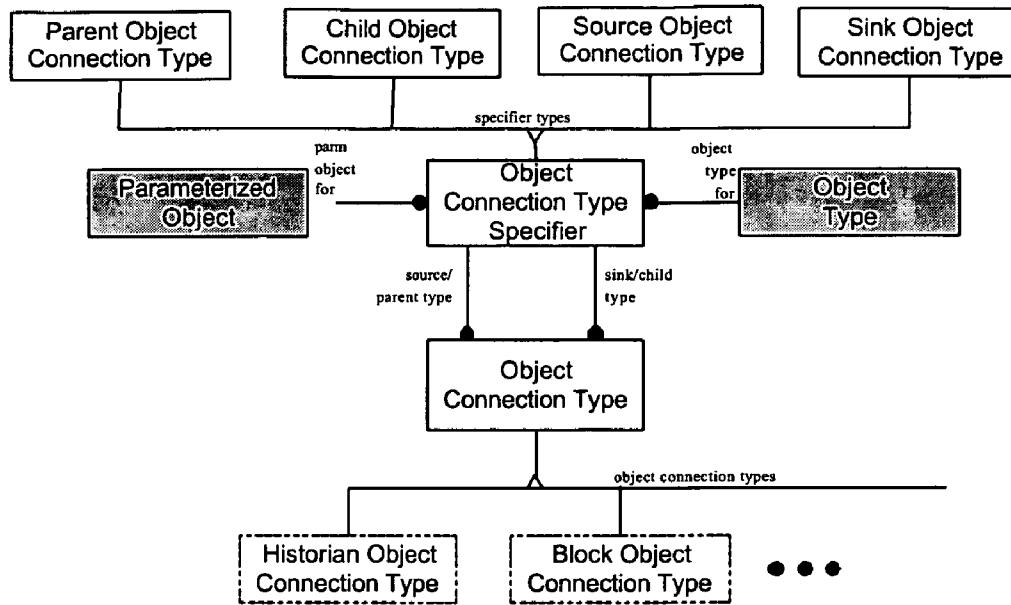 Parent Object
Connection Type
Child Object
Connection Type
Source Object
Connection Type
Sink Object
Connection Type
specifier types
parm
object
for
object
type
for
Parameterized
Object
Object
Connection Type
Specifier
Object
Type
source/
parent type
sink/child
type
Object
Connection Type
object connection types
Historian Object
Connection Type
Block Object
Connection Type